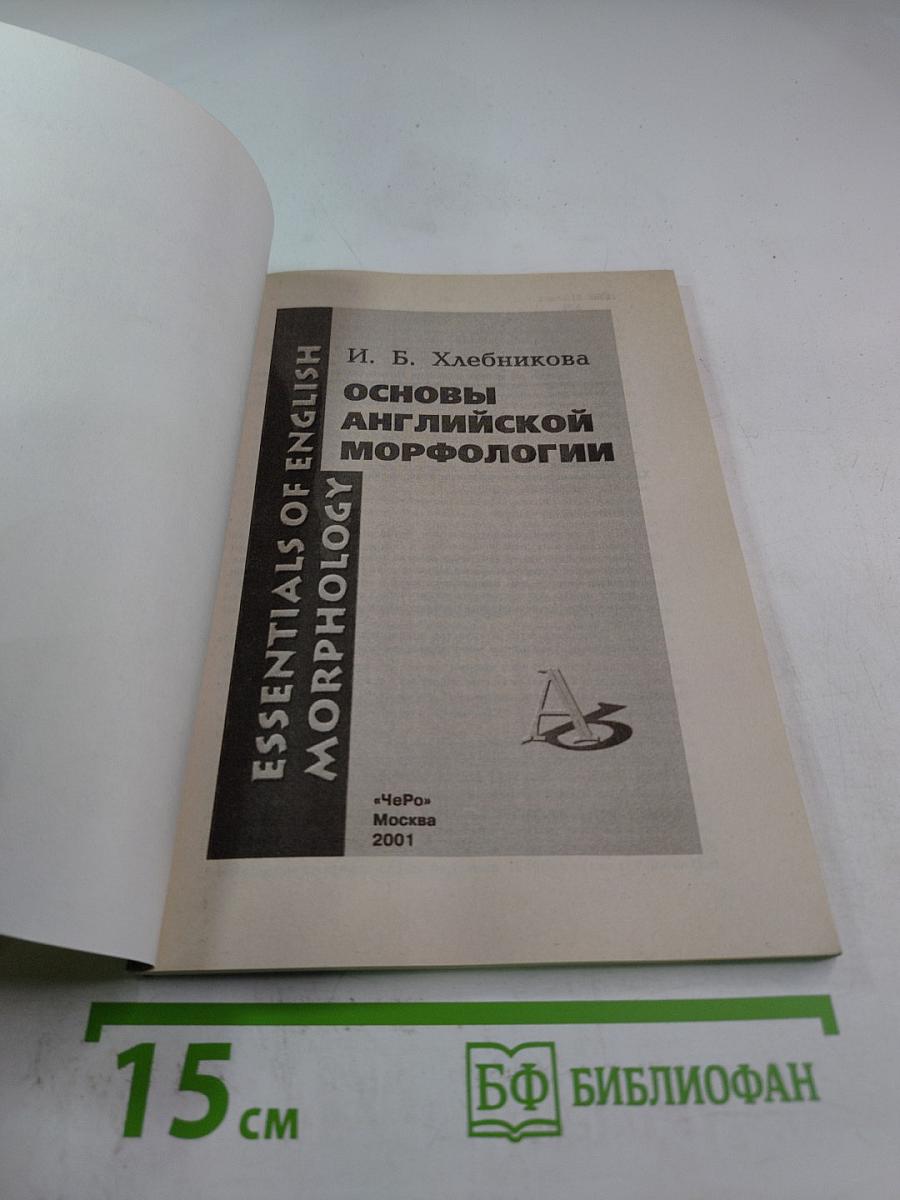 И. Б. Хлебникова
ОСНОВЫ
АНГЛИЙСКОЙ
МОРФОЛОГИИ
ESSENTIALS OF ENGLISH
MORPHOLOGY
«ЧеРо»
Москва
2001
15 см
БФ БИБЛИОФАН